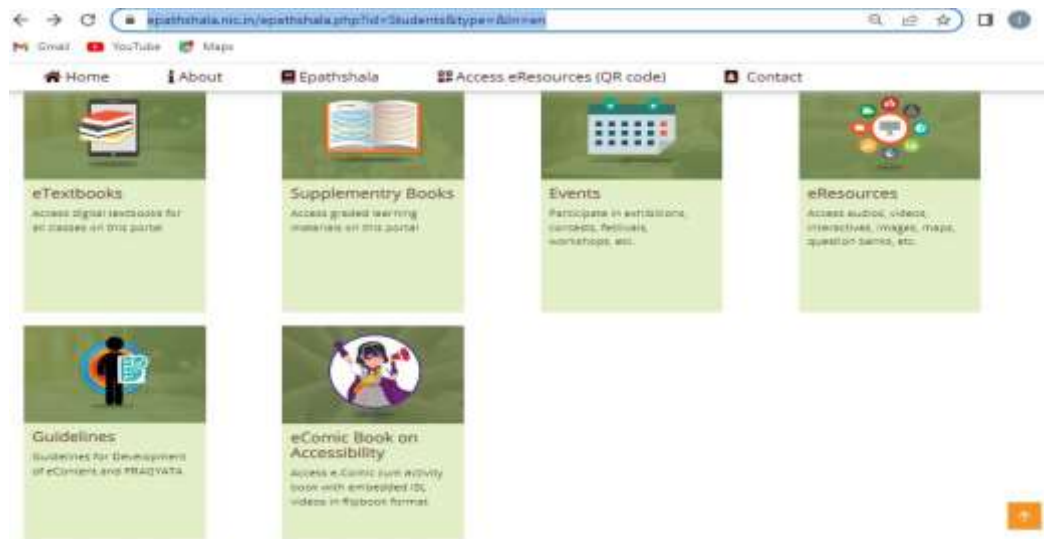 epathshala.nic.in/epathshala.php?id=Students&type=&ln=en
Gmail YouTube Maps
Home About Epathshala Access eResources (QR code) Contact
eTextbooks
Access digital textbooks for
all classes on this portal
Supplementry Books
Access graded learning
materials on this portal
Events
Participate in exhibitions,
contests, festivals,
workshops, etc.
eResources
Access audios, videos,
interactives, images, maps,
question banks, etc.
Guidelines
Guidelines for Development
of eContent and PRAGYATA
eComic Book on
Accessibility
Access e-Comic cum activity
book with embedded ISL
videos in flipbook format